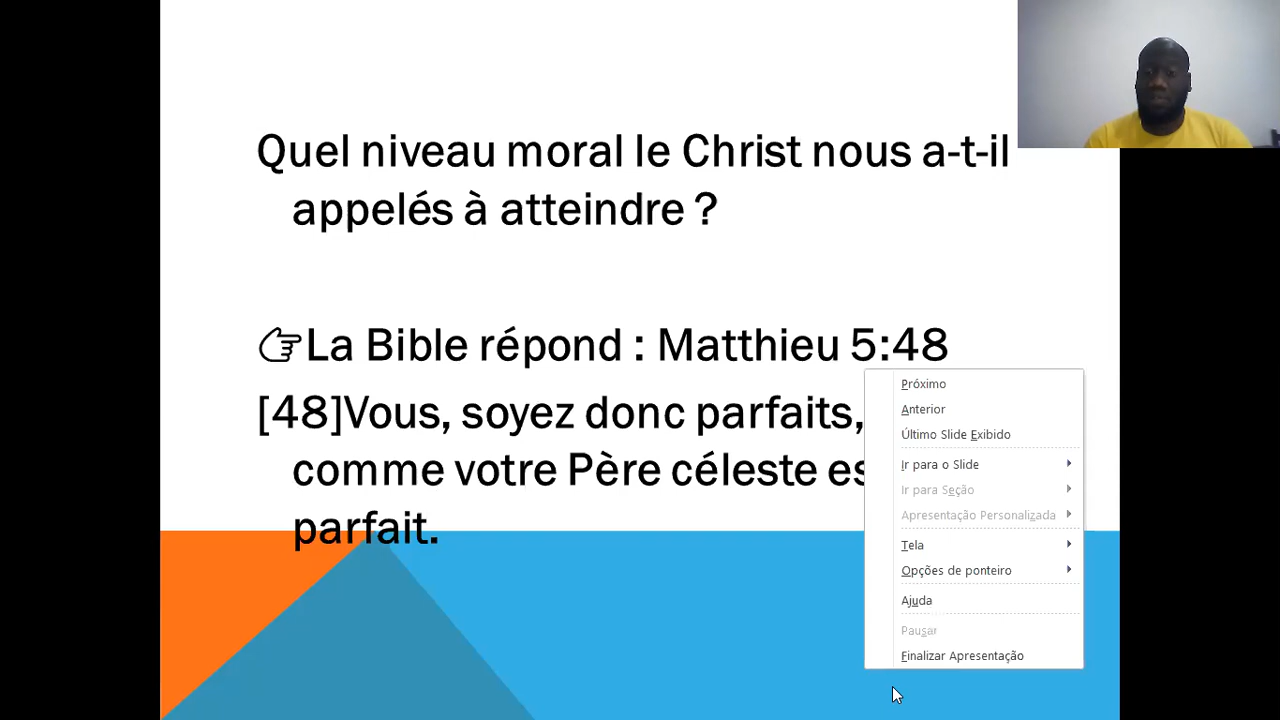 Quel niveau moral le Christ nous a-t-il
appelés à atteindre ?
👉La Bible répond : Matthieu 5:48
[48]Vous, soyez donc parfaits,
comme votre Père céleste es
parfait.
Próximo
Anterior
Último Slide Exibido
Ir para o Slide
Ir para Seção
Apresentação Personalizada
Tela
Opções de ponteiro
Ajuda
Pausar
Finalizar Apresentação